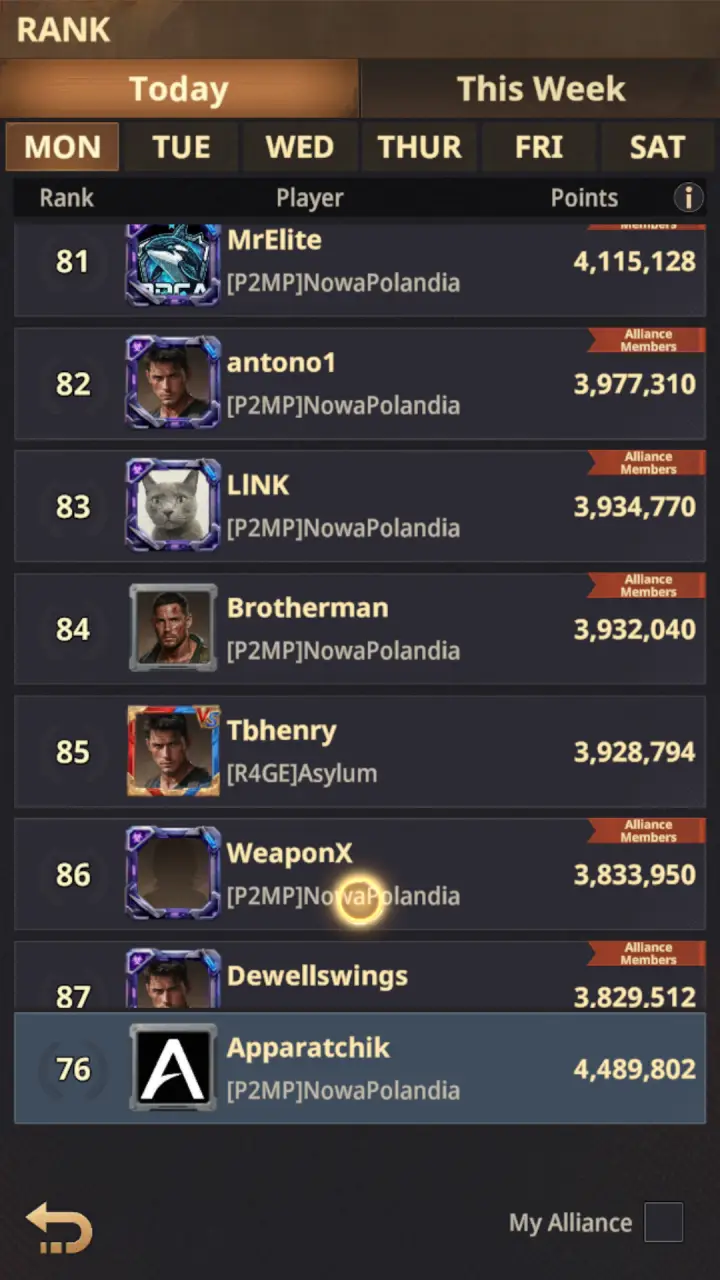 RANK
Today
This Week
MON
TUE
WED
THUR
FRI
SAT
Rank
Player
Points
Members
81
MrElite
[P2MP]NowaPolandia
4,115,128
Alliance
Members
82
antono1
[P2MP]NowaPolandia
3,977,310
Alliance
Members
83
LINK
[P2MP]NowaPolandia
3,934,770
Alliance
Members
84
Brotherman
[P2MP]NowaPolandia
3,932,040
85
VS
Tbhenry
[R4GE]Asylum
3,928,794
Alliance
Members
86
WeaponX
[P2MP]NowaPolandia
3,833,950
Alliance
Members
87
Dewellswings
3,829,512
76
Apparatchik
[P2MP]NowaPolandia
4,489,802
My Alliance